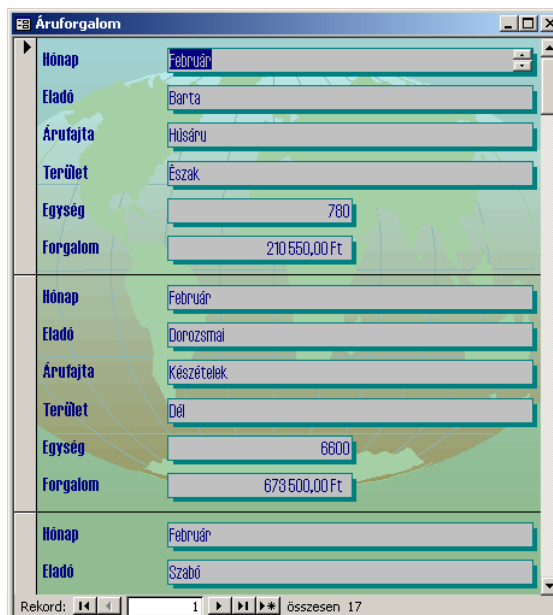 Áruforgalom
Hónap Február
Eladó Barta
Árufajta Húsáru
Terület Észak
Egység 780
Forgalom 210 550,00 Ft
Hónap Február
Eladó Dorozsmai
Árufajta Készételek
Terület Dél
Egység 6600
Forgalom 673 500,00 Ft
Hónap Február
Eladó Szabó
Rekord: 1 összesen 17